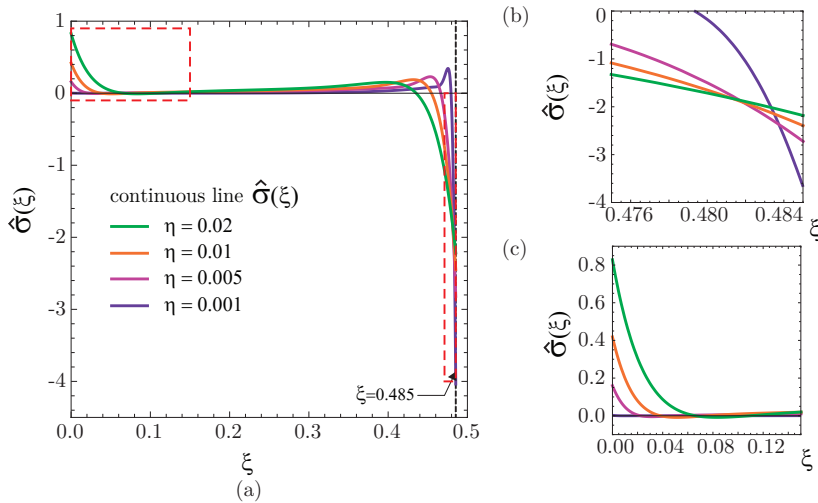 (a)
1
0
-1
-2
-3
-4
σ̂(ξ)
continuous line σ̂(ξ)
η = 0.02
η = 0.01
η = 0.005
η = 0.001
ξ=0.485
0.0 0.1 0.2 0.3 0.4 0.5
ξ
(a)
(b)
0
-1
-2
-3
-4
σ̂(ξ)
0.476 0.480 0.484
ξ
(c)
0.8
0.6
0.4
0.2
0.0
σ̂(ξ)
0.00 0.04 0.08 0.12
ξ